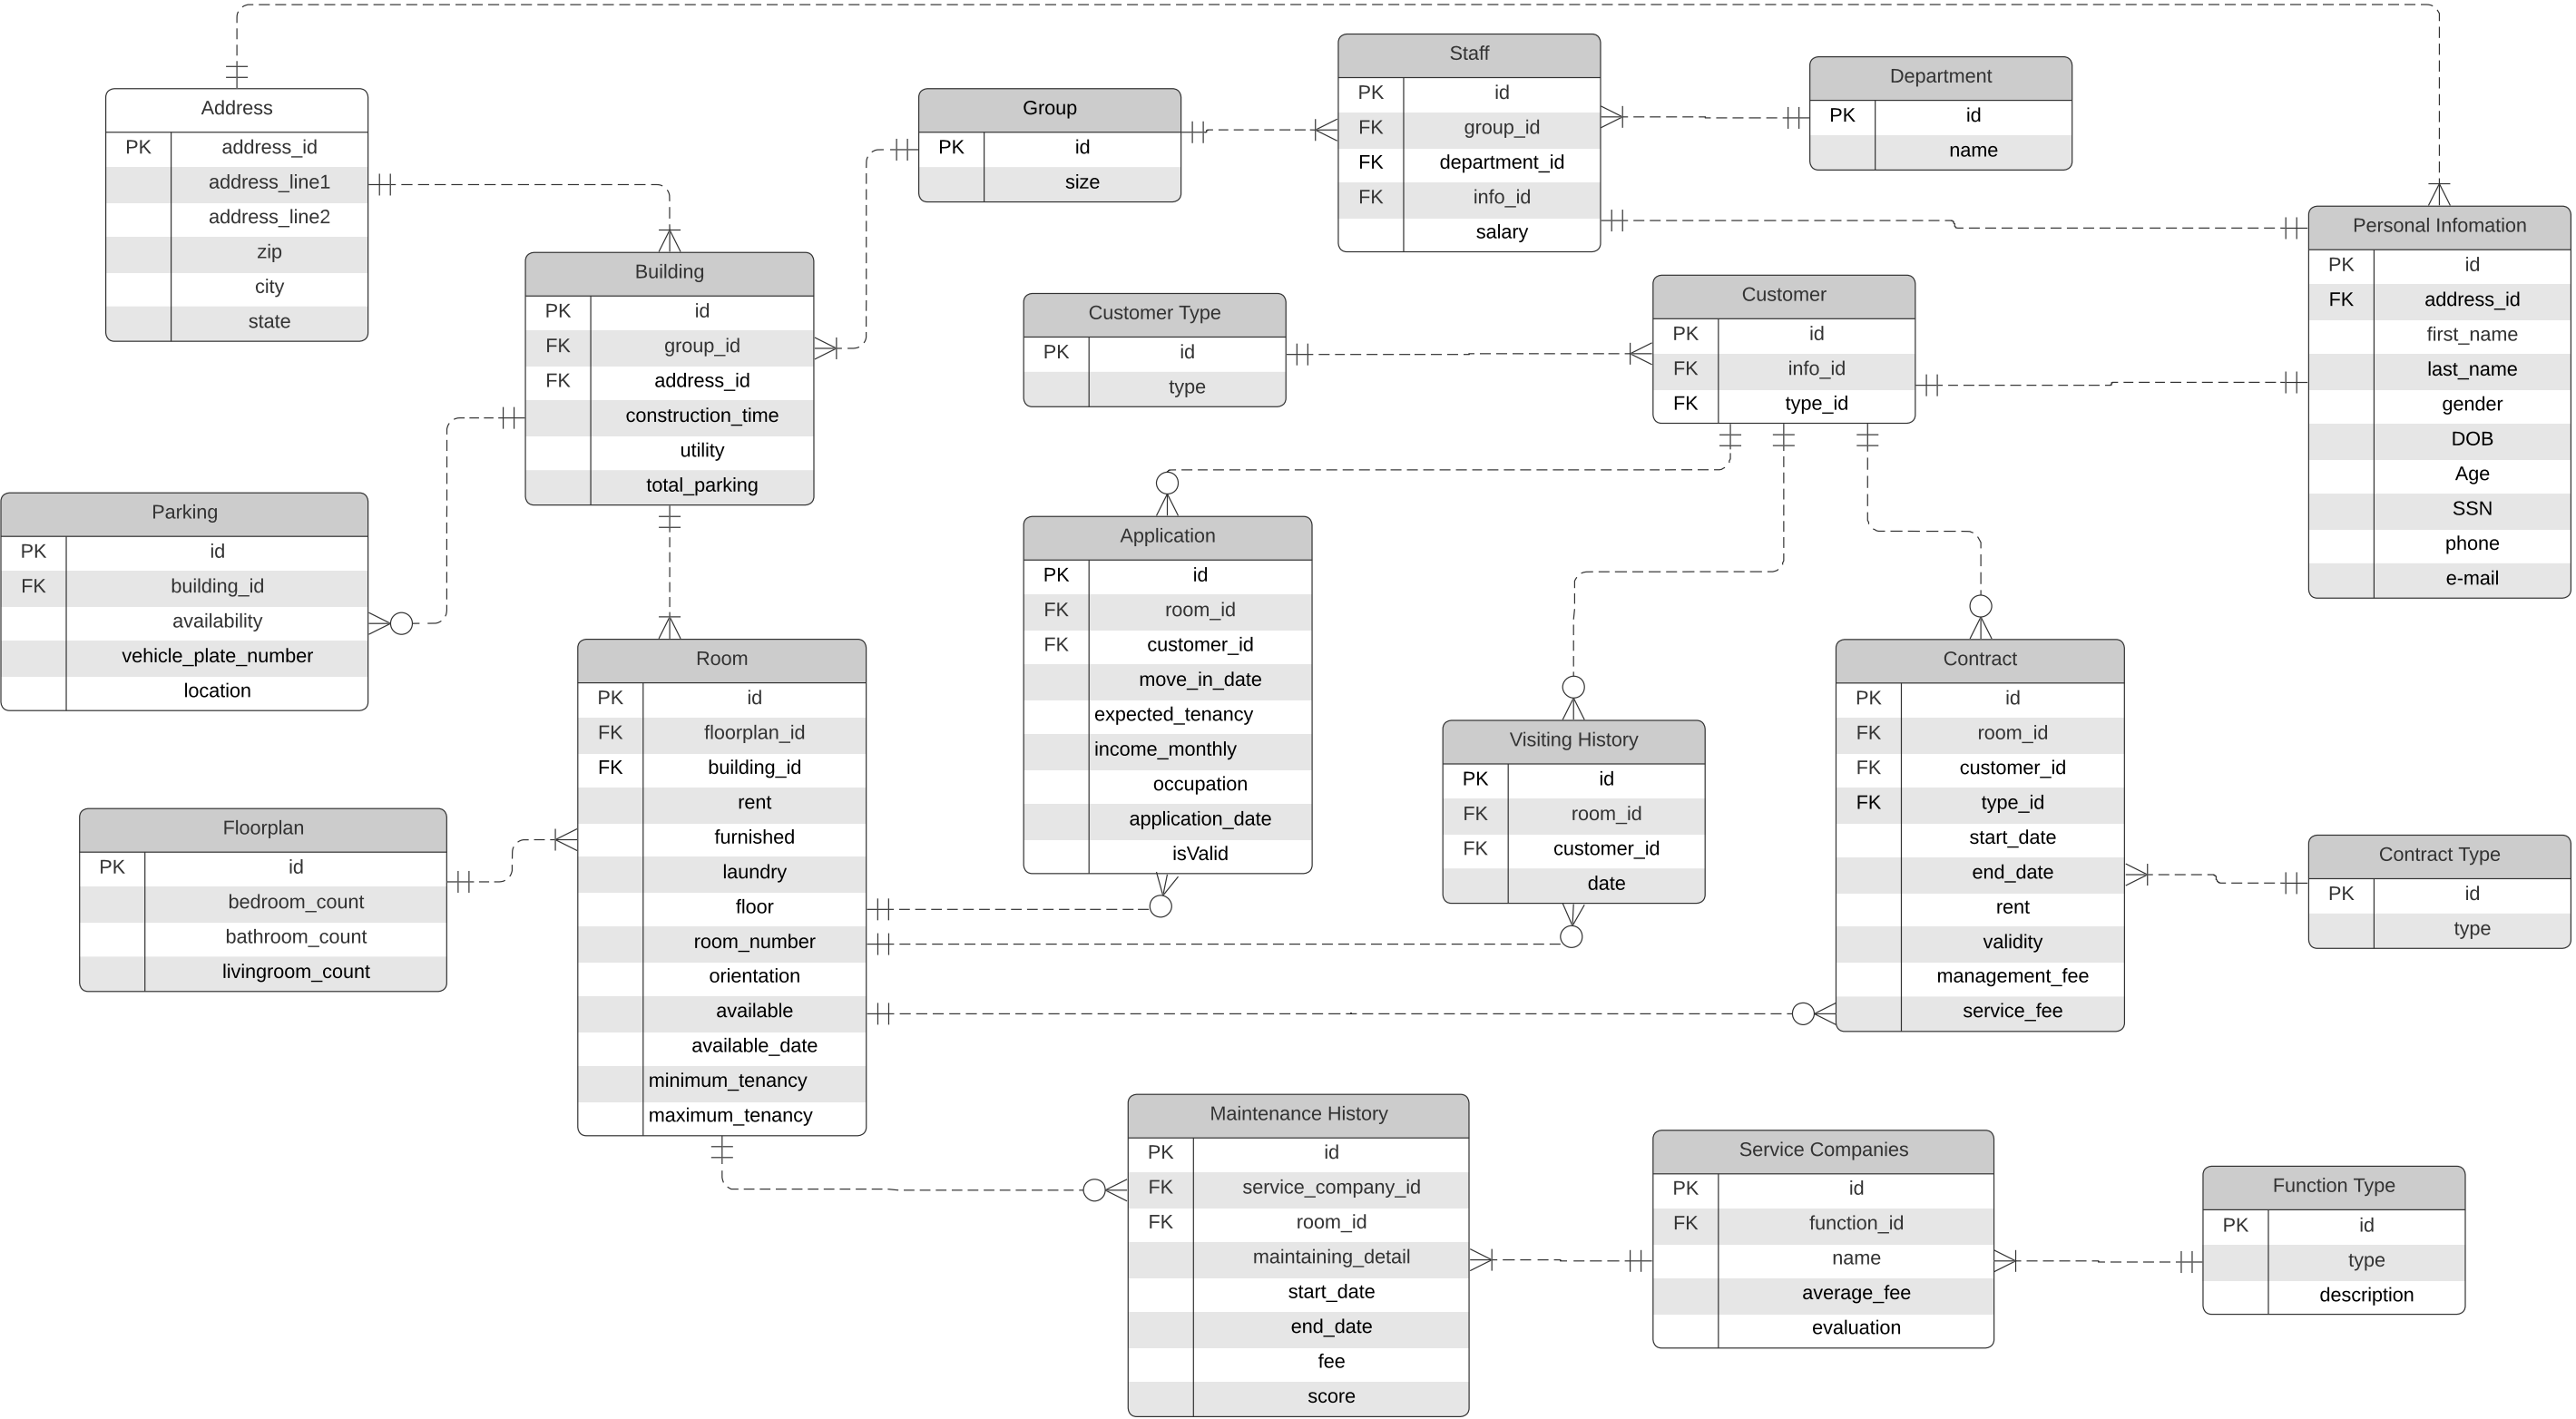 Address
PK address_id
address_line1
address_line2
zip
city
state
Group
PK id
size
Staff
PK id
FK group_id
FK department_id
FK info_id
salary
Department
PK id
name
Personal Infomation
PK id
FK address_id
first_name
last_name
gender
DOB
Age
SSN
phone
e-mail
Building
PK id
FK group_id
FK address_id
construction_time
utility
total_parking
Customer Type
PK id
type
Customer
PK id
FK info_id
FK type_id
Parking
PK id
FK building_id
availability
vehicle_plate_number
location
Application
PK id
FK room_id
FK customer_id
move_in_date
expected_tenancy
income_monthly
occupation
application_date
isValid
Room
PK id
FK floorplan_id
FK building_id
rent
furnished
laundry
floor
room_number
orientation
available
available_date
minimum_tenancy
maximum_tenancy
Visiting History
PK id
FK room_id
FK customer_id
date
Contract
PK id
FK room_id
FK customer_id
FK type_id
start_date
end_date
rent
validity
management_fee
service_fee
Floorplan
PK id
bedroom_count
bathroom_count
livingroom_count
Contract Type
PK id
type
Maintenance History
PK id
FK service_company_id
FK room_id
maintaining_detail
start_date
end_date
fee
score
Service Companies
PK id
FK function_id
name
average_fee
evaluation
Function Type
PK id
type
description